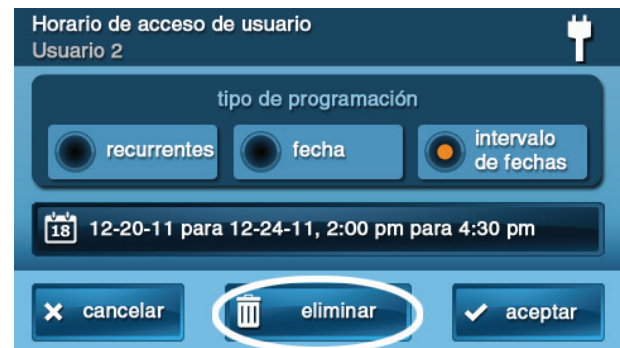 Horario de acceso de usuario
Usuario 2
tipo de programación
recurrentes
fecha
intervalo
de fechas
18
12-20-11 para 12-24-11, 2:00 pm para 4:30 pm
cancelar
eliminar
aceptar